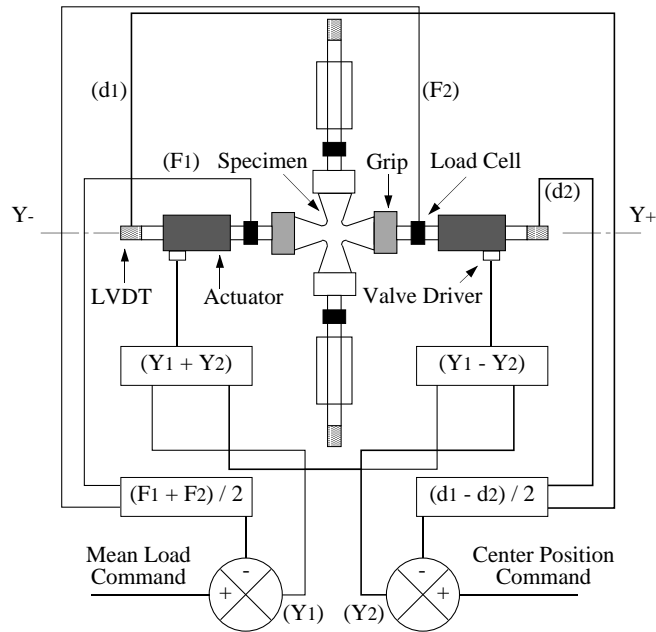 (d1)
(F2)
(F1)
Specimen
Grip
Load Cell
(d2)
Y-
Y+
LVDT
Actuator
Valve Driver
(Y1 + Y2)
(Y1 - Y2)
(F1 + F2) / 2
(d1 - d2) / 2
Mean Load
Command
-
+
(Y1)
(Y2)
-
+
Center Position
Command